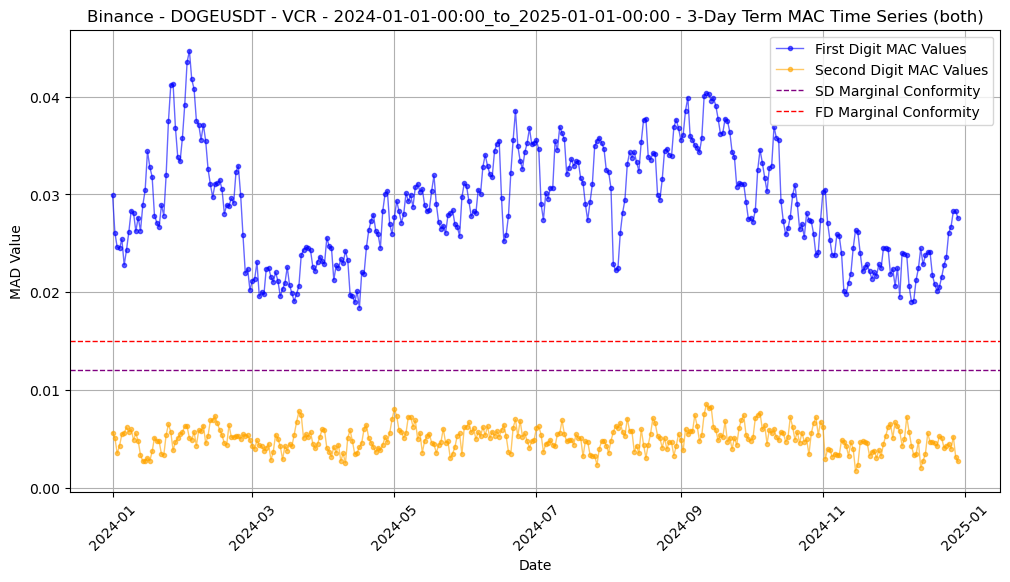 Binance - DOGEUSDT - VCR - 2024-01-01-00:00_to_2025-01-01-00:00 - 3-Day Term MAC Time Series (both)
First Digit MAC Values
Second Digit MAC Values
SD Marginal Conformity
FD Marginal Conformity
MAD Value
0.04
0.03
0.02
0.01
0.00
2024-01
2024-03
2024-05
2024-07
2024-09
2024-11
2025-01
Date